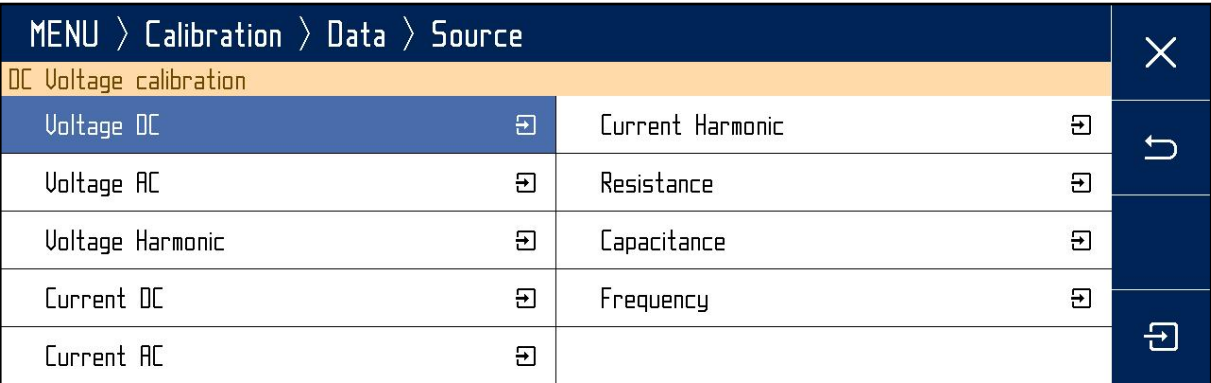 MENU > Calibration > Data > Source
DC Voltage calibration
Voltage DC
Voltage AC
Voltage Harmonic
Current DC
Current AC
Current Harmonic
Resistance
Capacitance
Frequency